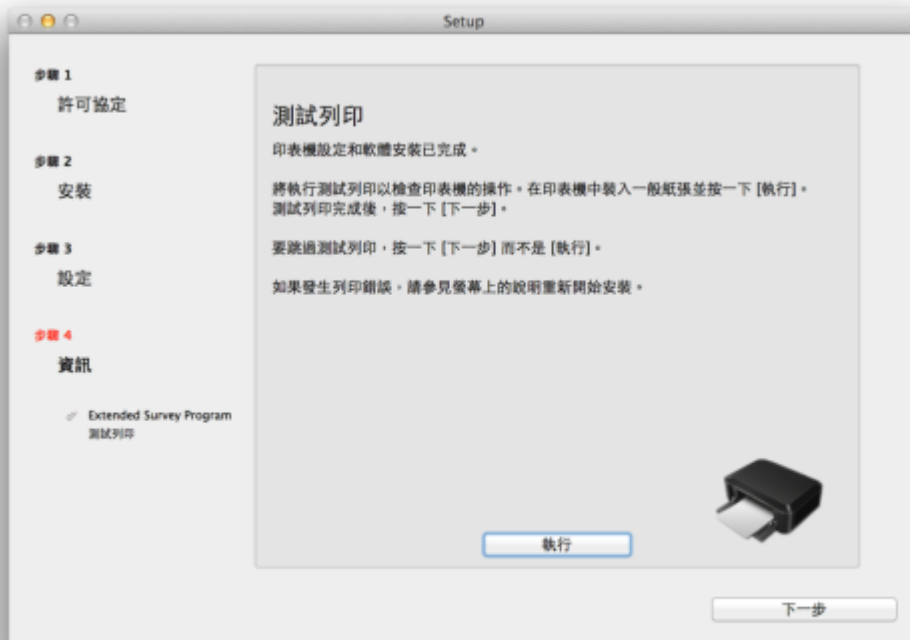 Setup
步驟 1
許可協定
步驟 2
安裝
步驟 3
設定
步驟 4
資訊
Extended Survey Program
測試列印
測試列印
印表機設定和軟體安裝已完成。
將執行測試列印以檢查印表機的操作。在印表機中裝入一般紙張並按一下 [執行]。
測試列印完成後，按一下 [下一步]。
要跳過測試列印，按一下 [下一步] 而不是 [執行]。
如果發生列印錯誤，請參見螢幕上的說明重新開始安裝。
執行
下一步